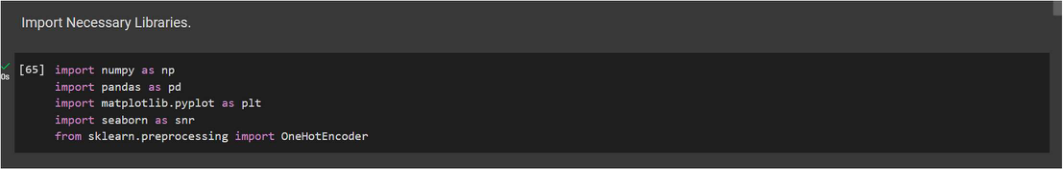 Import Necessary Libraries.
[65] import numpy as np
0s
import pandas as pd
import matplotlib.pyplot as plt
import seaborn as snr
from sklearn.preprocessing import OneHotEncoder